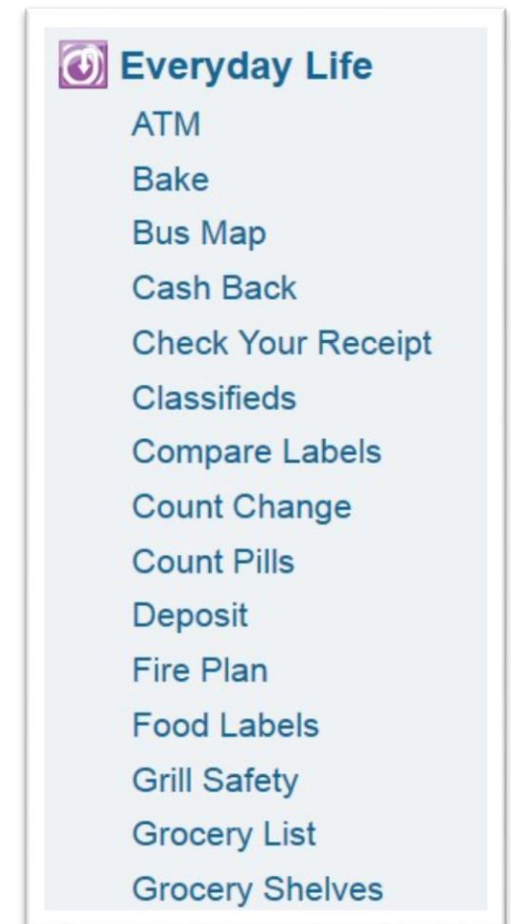 Everyday Life
ATM
Bake
Bus Map
Cash Back
Check Your Receipt
Classifieds
Compare Labels
Count Change
Count Pills
Deposit
Fire Plan
Food Labels
Grill Safety
Grocery List
Grocery Shelves